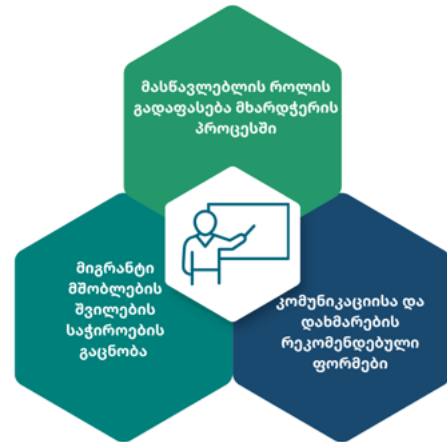 მასწავლებლის როლის
გადაფასება მხარდჭერის
პროცესში
მიგრანტი
მშობლების
შვილების
საჭიროების
გაცნობა
კომუნიკაციისა და
დახმარების
რეკომენდებული
ფორმები